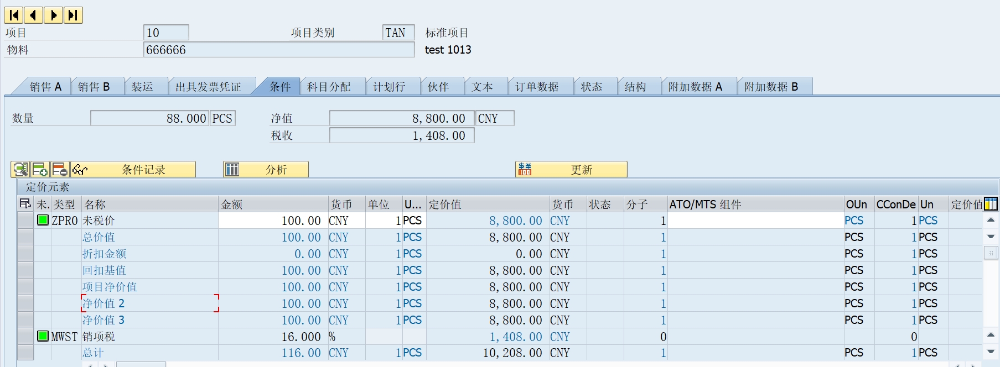 项目 10 项目类别 TAN 标准项目
物料 666666 test 1013
销售 A 销售 B 装运 出具发票凭证 条件 科目分配 计划行 伙伴 文本 订单数据 状态 结构 附加数据 A 附加数据 B
数量 88.000 PCS 净值 8,800.00 CNY
税收 1,408.00
条件记录 分析 更新
定价元素
未. 类型 名称 金额 货币 单位 U... 定价值 货币 状态 分子 ATO/MTS 组件 OUn CConDe Un 定价值
ZPR0 未税价 100.00 CNY 1 PCS 8,800.00 CNY 1 PCS 1 PCS
总价值 100.00 CNY 1 PCS 8,800.00 CNY 1 PCS 1 PCS
折扣金额 0.00 CNY 1 PCS 0.00 CNY 1 PCS 1 PCS
回扣基值 100.00 CNY 1 PCS 8,800.00 CNY 1 PCS 1 PCS
项目净价值 100.00 CNY 1 PCS 8,800.00 CNY 1 PCS 1 PCS
净价值 2 100.00 CNY 1 PCS 8,800.00 CNY 1 PCS 1 PCS
净价值 3 100.00 CNY 1 PCS 8,800.00 CNY 1 PCS 1 PCS
MWST 销项税 16.000 % 1,408.00 CNY 0 0
总计 116.00 CNY 1 PCS 10,208.00 CNY 1 PCS 1 PCS